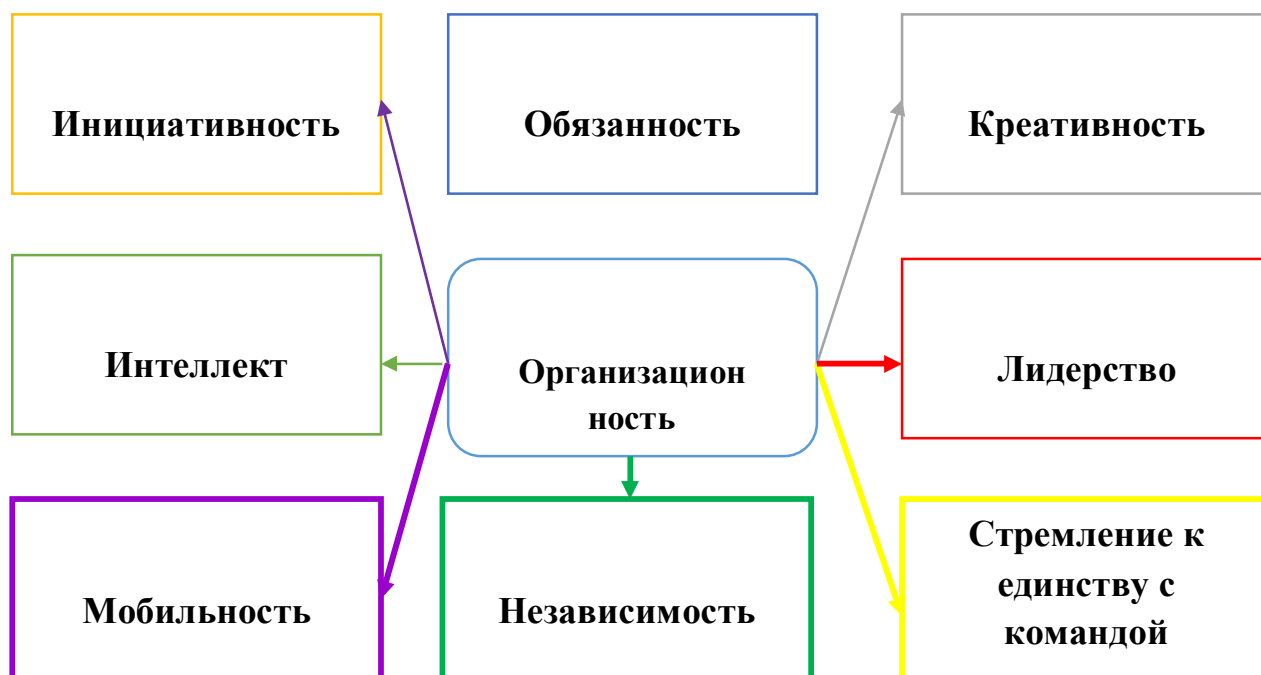 Инициативность
Обязанность
Креативность
Интеллект
Организацион
ность
Лидерство
Мобильность
Независимость
Стремление к
единству с
командой